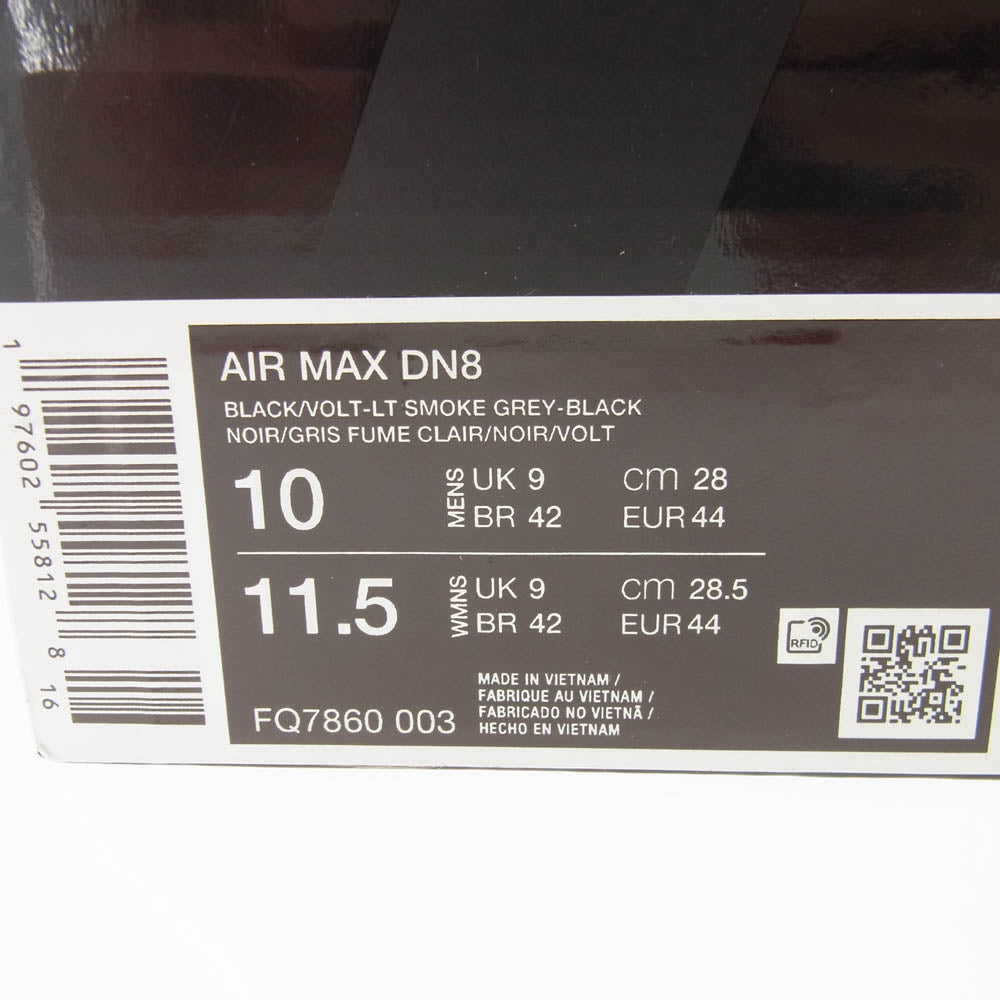 AIR MAX DN8
BLACK/VOLT-LT SMOKE GREY-BLACK
NOIR/GRIS FUME CLAIR/NOIR/VOLT
10 MENS UK 9 cm 28
BR 42 EUR 44
11.5 WMNS UK 9 cm 28.5
BR 42 EUR 44
FQ7860 003
MADE IN VIETNAM /
FABRIQUE AU VIETNAM /
FABRICADO NO VIETNÃ /
HECHO EN VIETNAM
RFID
1 97602 55812 8 16